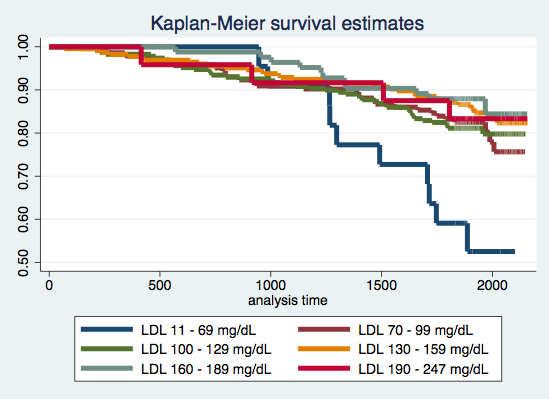 Kaplan-Meier survival estimates
1.00
0.90
0.80
0.70
0.60
0.50
0 500 1000 1500 2000
analysis time
LDL 11 - 69 mg/dL LDL 70 - 99 mg/dL
LDL 100 - 129 mg/dL LDL 130 - 159 mg/dL
LDL 160 - 189 mg/dL LDL 190 - 247 mg/dL